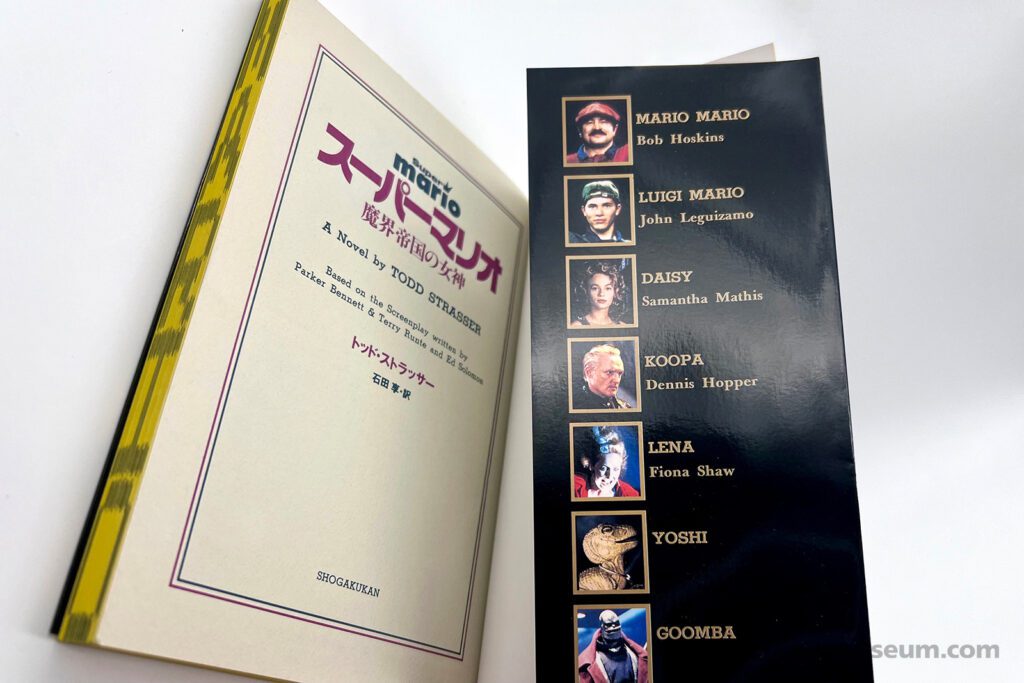 Super
mario
スーパーマリオ
魔界帝国の女神
A Novel by TODD STRASSER
Based on the Screenplay written by
Parker Bennett & Terry Runte and Ed Solomon
トッド・ストラッサー
石田 享・訳
SHOGAKUKAN
MARIO MARIO
Bob Hoskins
LUIGI MARIO
John Leguizamo
DAISY
Samantha Mathis
KOOPA
Dennis Hopper
LENA
Fiona Shaw
YOSHI
GOOMBA
seum.com